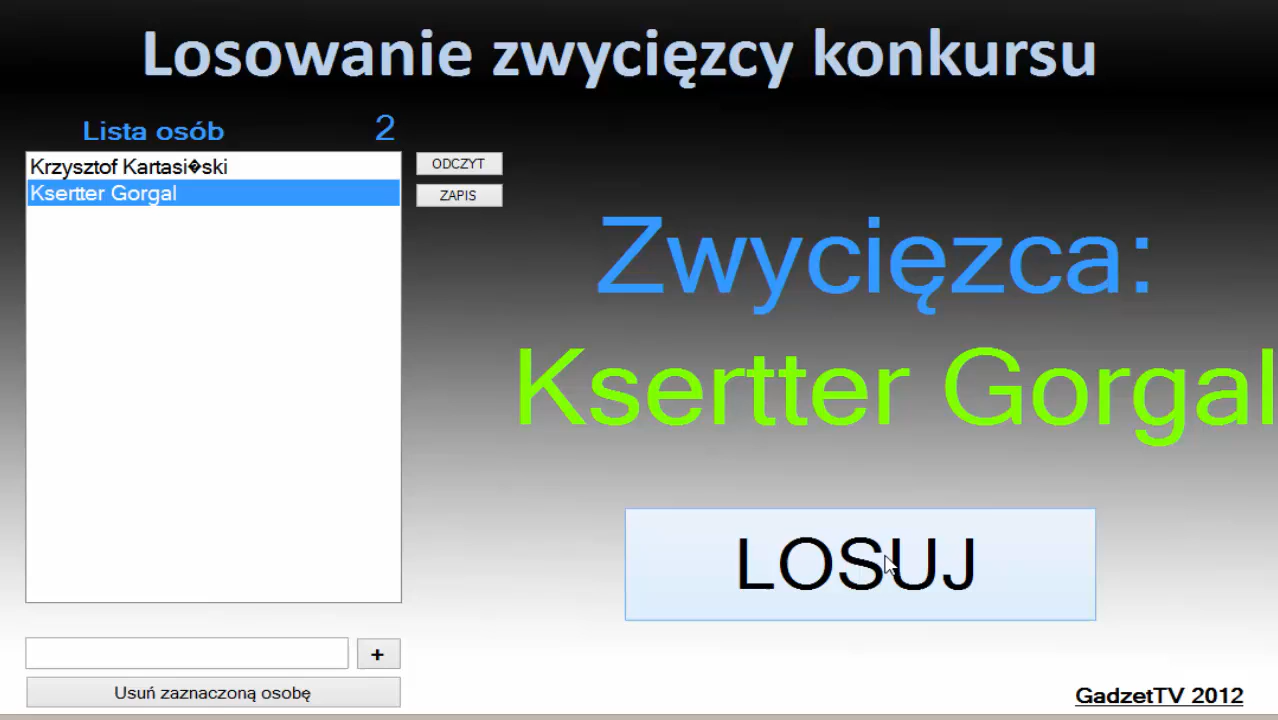 Losowanie zwycięzcy konkursu
Lista osób 2
Krzysztof Kartasi�ski
Ksertter Gorgal
ODCZYT
ZAPIS
Zwycięzca:
Ksertter Gorgal
LOSUJ
+
Usuń zaznaczoną osobę
GadzetTV 2012